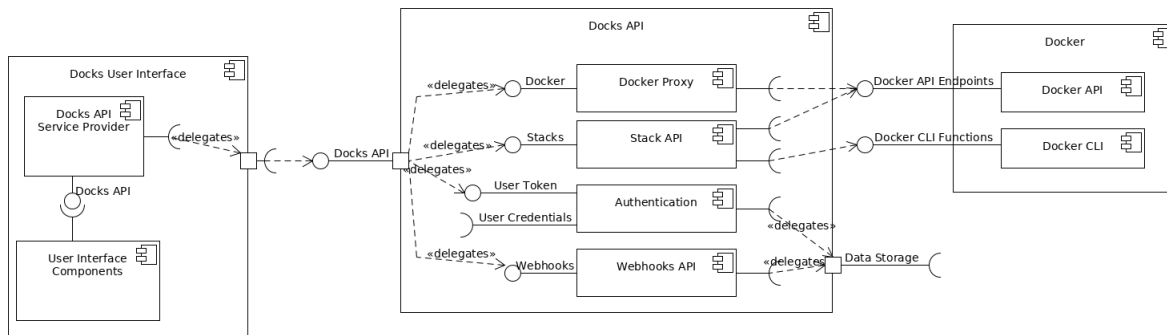 Docks API
Docks User Interface
Docker
Docks API
Service Provider
«delegates»
Docks API
User Interface
Components
Docks API
«delegates»
Docker
Docker Proxy
Docker API Endpoints
Docker API
«delegates»
Stacks
Stack API
Docker CLI Functions
Docker CLI
«delegates»
User Token
Authentication
User Credentials
«delegates»
«delegates»
Webhooks
Webhooks API
«delegates»
Data Storage